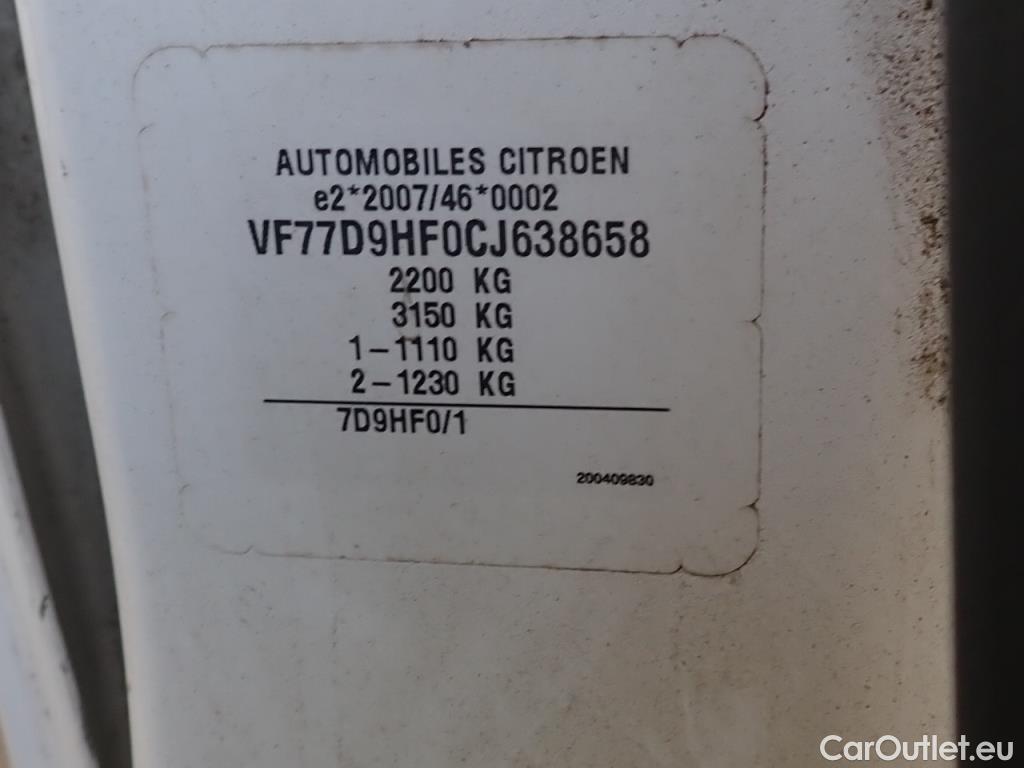 AUTOMOBILES CITROEN
e2*2007/46*0002
VF77D9HF0CJ638658
2200 KG
3150 KG
1-1110 KG
2-1230 KG
7D9HF0/1
200409830
CarOutlet.eu